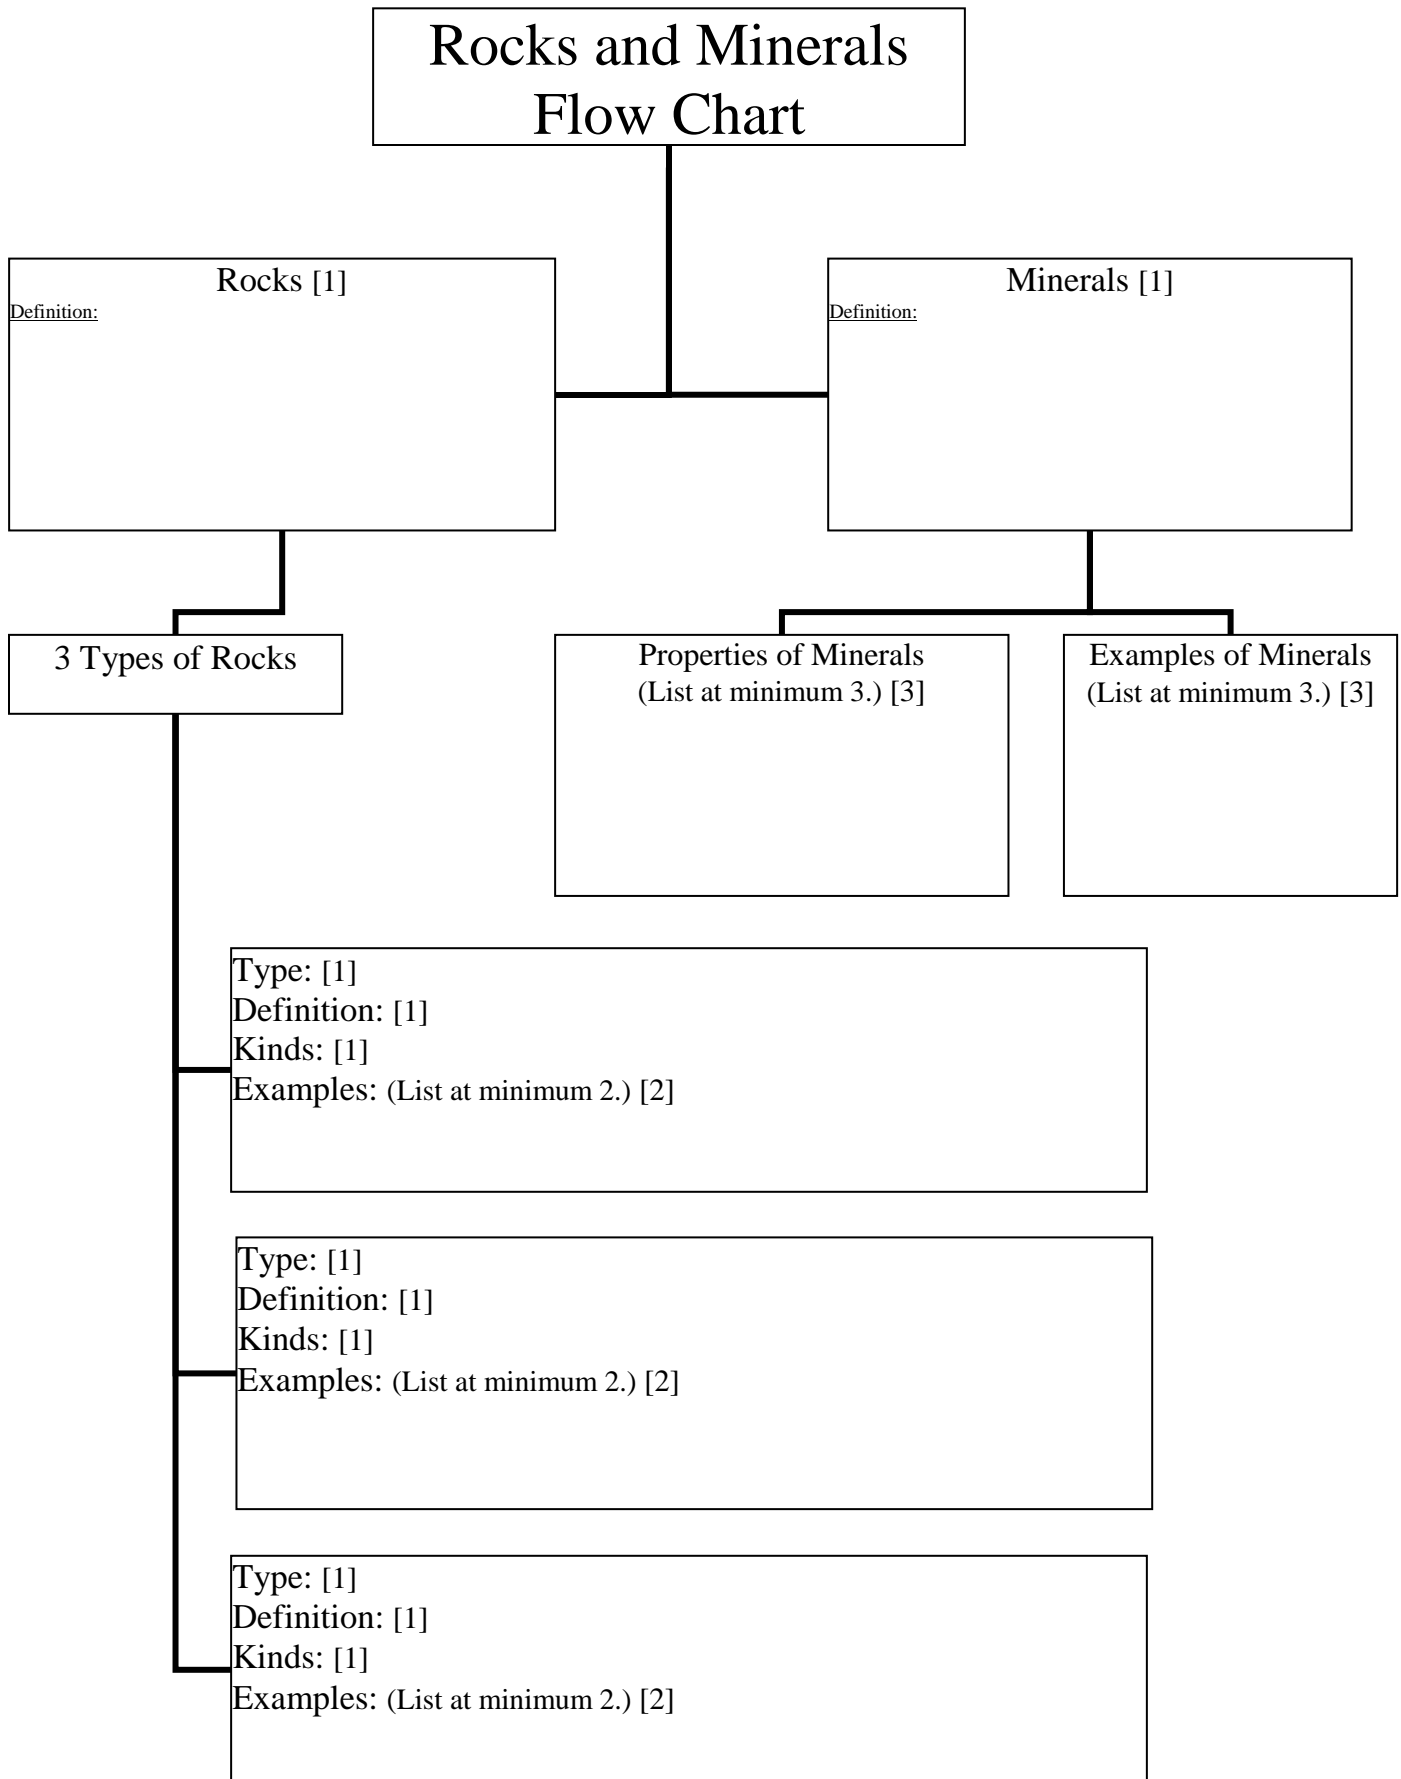 Rocks and Minerals
Flow Chart
Rocks [1]
Definition:
Minerals [1]
Definition:
3 Types of Rocks
Properties of Minerals
(List at minimum 3.) [3]
Examples of Minerals
(List at minimum 3.) [3]
Type: [1]
Definition: [1]
Kinds: [1]
Examples: (List at minimum 2.) [2]
Type: [1]
Definition: [1]
Kinds: [1]
Examples: (List at minimum 2.) [2]
Type: [1]
Definition: [1]
Kinds: [1]
Examples: (List at minimum 2.) [2]